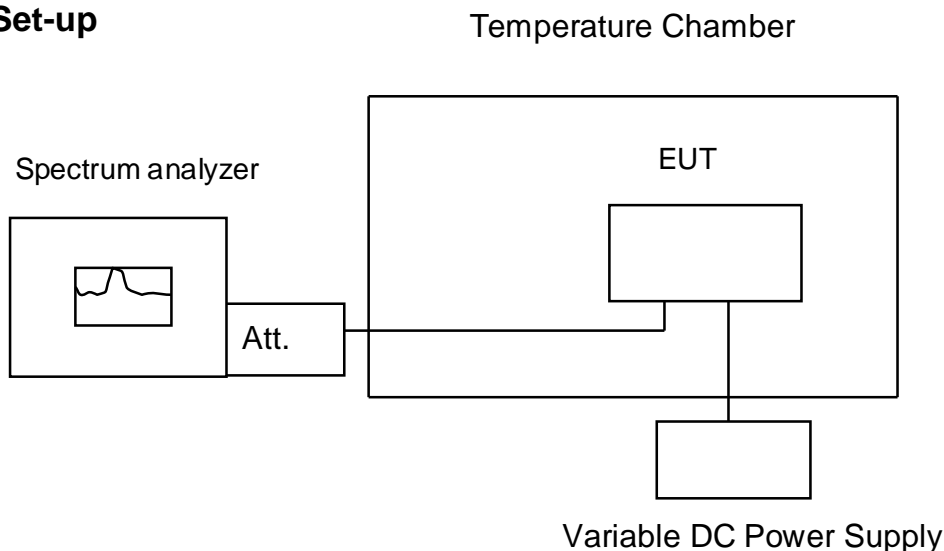 Set-up
Temperature Chamber
Spectrum analyzer
EUT
Att.
Variable DC Power Supply